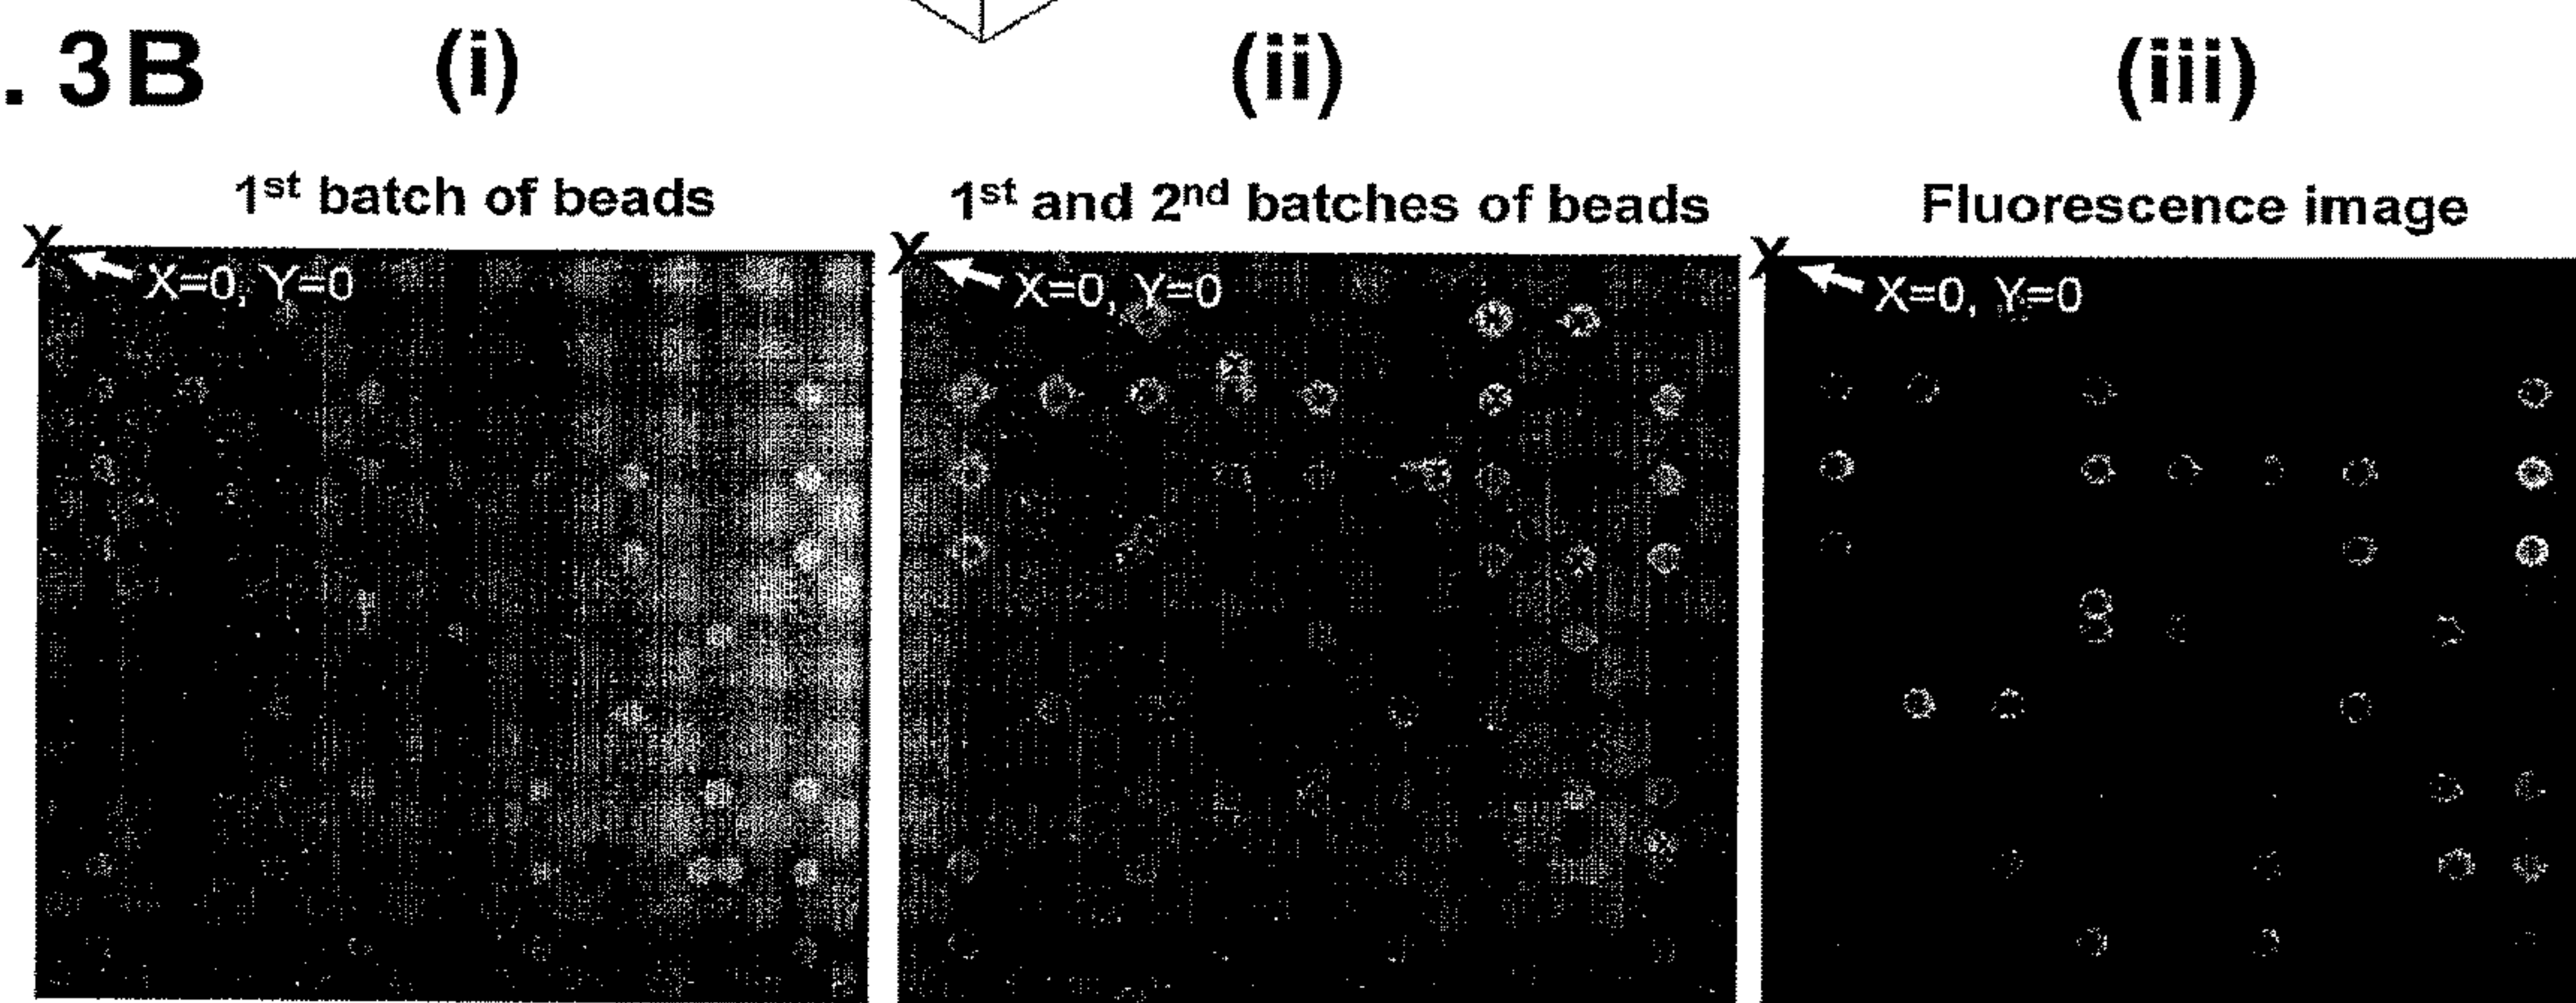 . 3B (i) (ii) (iii)
1st batch of beads 1st and 2nd batches of beads Fluorescence image
X X=0, Y=0 X X=0, Y=0 X X=0, Y=0